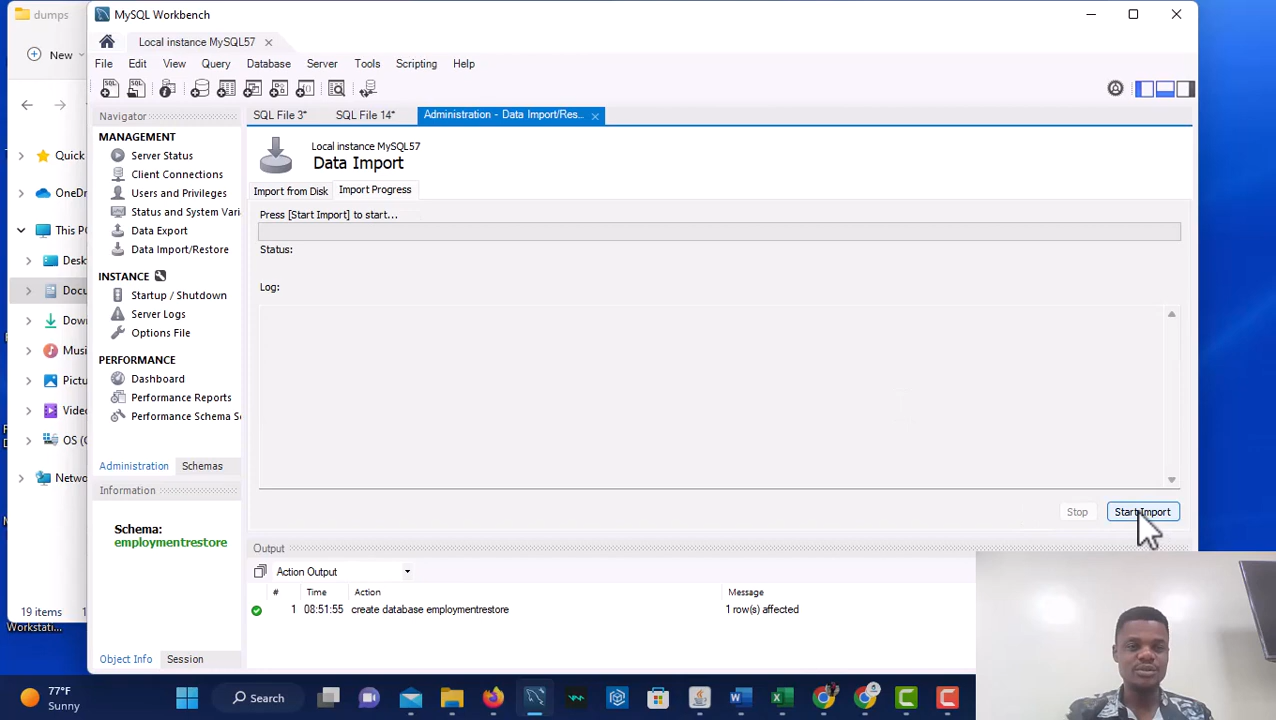 dumps
MySQL Workbench
New
Local instance MySQL57
File Edit View Query Database Server Tools Scripting Help
Navigator
SQL File 3*
SQL File 14*
Administration - Data Import/Res...
MANAGEMENT
Server Status
Client Connections
Users and Privileges
Status and System Vari
Data Export
Data Import/Restore
INSTANCE
Startup / Shutdown
Server Logs
Options File
PERFORMANCE
Dashboard
Performance Reports
Performance Schema Se
Administration Schemas
Information
Schema:
employmentrestore
Object Info Session
Local instance MySQL57
Data Import
Import from Disk Import Progress
Press [Start Import] to start...
Status:
Log:
Stop Start Import
Output
Action Output
# Time Action Message
1 08:51:55 create database employmentrestore 1 row(s) affected
Quick
OneDr
This PC
Desk
Docu
Down
Musi
Pictu
Video
OS (C
Netwo
19 items
Workstati...
77°F
Sunny
Search